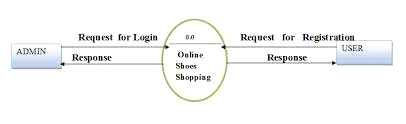 Request for Login
0.0
Request for Registration
ADMIN
USER
Online
Shoes
Shopping
Response
Response